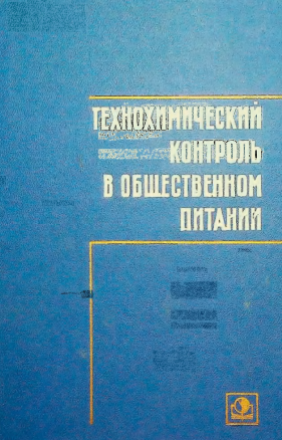 ТЕХНОХИМИЧЕСКИЙ
КОНТРОЛЬ
В ОБЩЕСТВЕННОМ
ПИТАНИИ